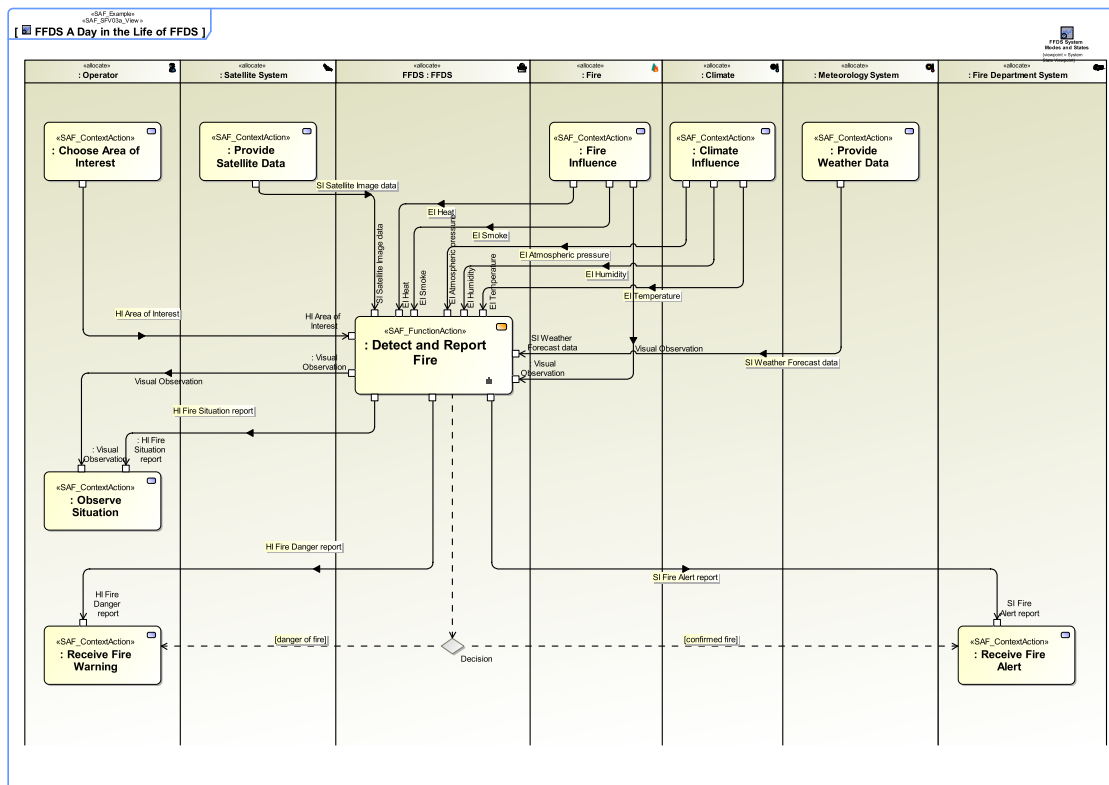 «SAF_Example»
«SAF_SFV03a_View»
[ FFDS A Day in the Life of FFDS ]
FFDS System
Modes and States
«allocate»
: Operator
«allocate»
: Satellite System
«allocate»
FFDS : FFDS
«allocate»
: Fire
«allocate»
: Climate
«allocate»
: Meteorology System
«allocate»
: Fire Department System
«SAF_ContextAction»
: Choose Area of
Interest
«SAF_ContextAction»
: Provide
Satellite Data
«SAF_ContextAction»
: Fire
Influence
«SAF_ContextAction»
: Climate
Influence
«SAF_ContextAction»
: Provide
Weather Data
SI Satellite Image data
EI Heat
EI Smoke
EI Atmospheric pressure
EI Humidity
EI Temperature
SI Satellite Image data
EI Heat
EI Smoke
EI Atmospheric pressure
EI Humidity
EI Temperature
HI Area of Interest
HI Area of
Interest
«SAF_FunctionAction»
: Detect and Report
Fire
SI Weather
Forecast data
Visual Observation
SI Weather Forecast data
: Visual
Observation
: Visual
Observation
Visual Observation
HI Fire Situation report
: Visual
Observation
: HI Fire
Situation
report
«SAF_ContextAction»
: Observe
Situation
HI Fire Danger report
SI Fire Alert report
HI Fire
Danger
report
SI Fire
Alert report
«SAF_ContextAction»
: Receive Fire
Warning
[danger of fire]
Decision
[confirmed fire]
«SAF_ContextAction»
: Receive Fire
Alert